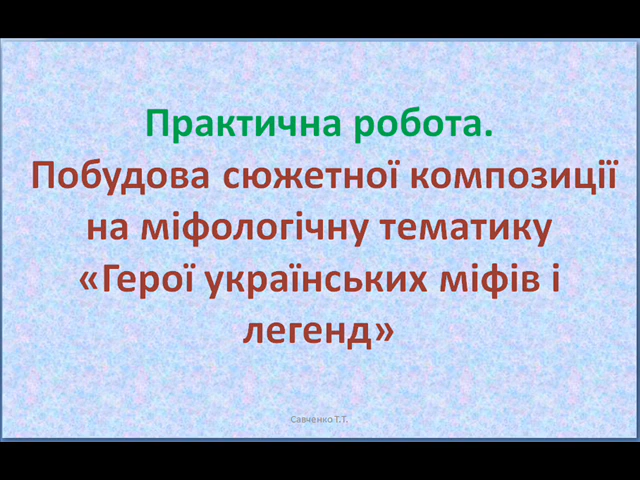 Практична робота.
Побудова сюжетної композиції
на міфологічну тематику
«Герої українських міфів і
легенд»
Савченко Т.Т.